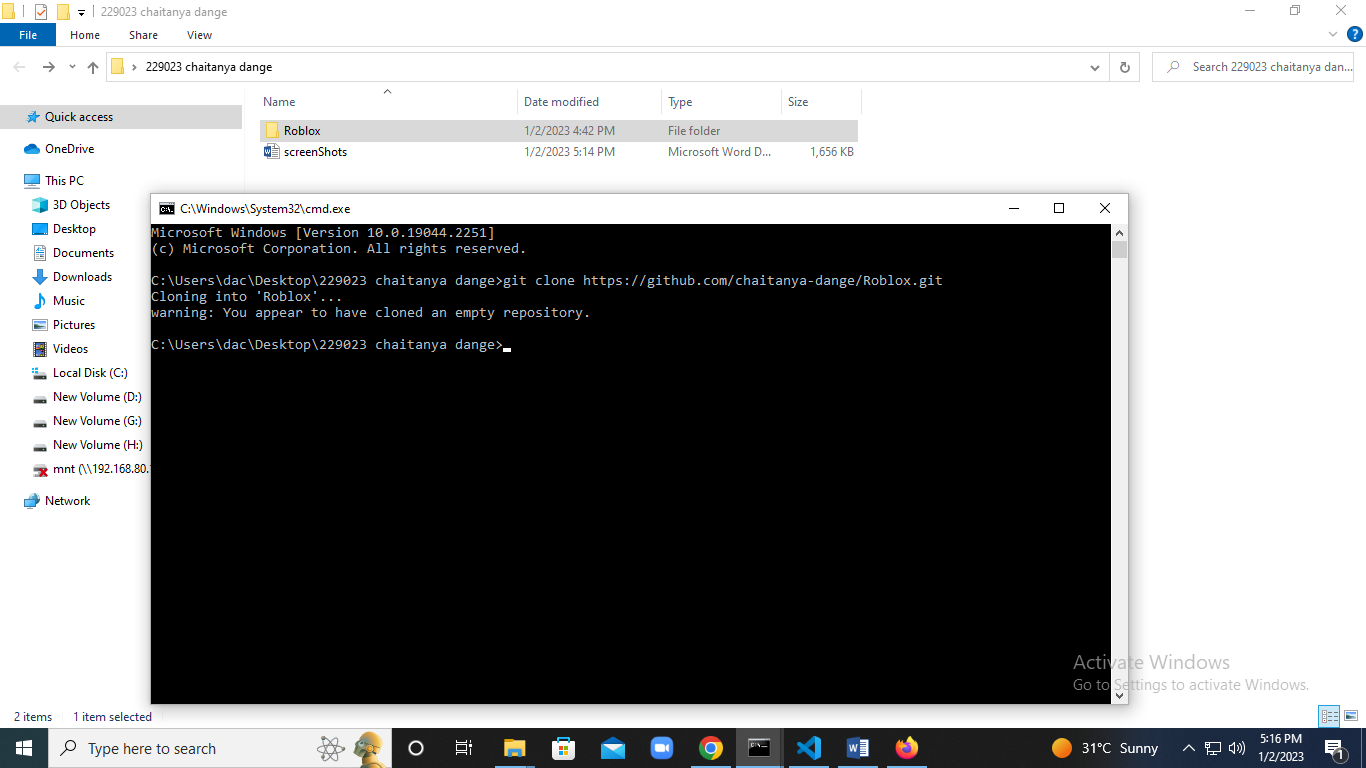 229023 chaitanya dange
File Home Share View
229023 chaitanya dange
Search 229023 chaitanya dan...
Name Date modified Type Size
Quick access
Roblox 1/2/2023 4:42 PM File folder
screenShots 1/2/2023 5:14 PM Microsoft Word D... 1,656 KB
OneDrive
This PC
3D Objects
Desktop
Documents
Downloads
Music
Pictures
Videos
Local Disk (C:)
New Volume (D:)
New Volume (G:)
New Volume (H:)
mnt (\\192.168.80.
Network
C:\Windows\System32\cmd.exe
Microsoft Windows [Version 10.0.19044.2251]
(c) Microsoft Corporation. All rights reserved.
C:\Users\dac\Desktop\229023 chaitanya dange>git clone https://github.com/chaitanya-dange/Roblox.git
Cloning into 'Roblox'...
warning: You appear to have cloned an empty repository.
C:\Users\dac\Desktop\229023 chaitanya dange>
Activate Windows
Go to Settings to activate Windows.
2 items 1 item selected
Type here to search
31°C Sunny
5:16 PM
1/2/2023
1